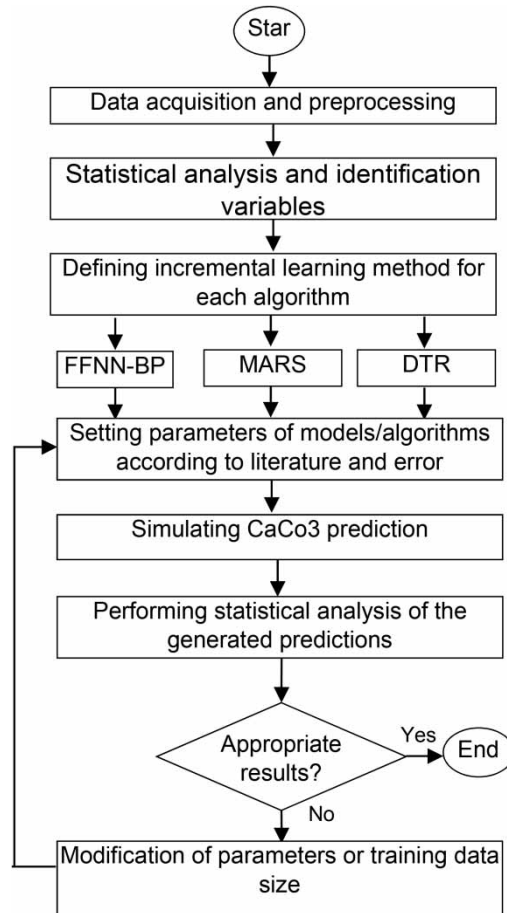 Star
Data acquisition and preprocessing
Statistical analysis and identification
variables
Defining incremental learning method for
each algorithm
FFNN-BP
MARS
DTR
Setting parameters of models/algorithms
according to literature and error
Simulating CaCo3 prediction
Performing statistical analysis of the
generated predictions
Appropriate
results?
Yes
End
No
Modification of parameters or training data
size